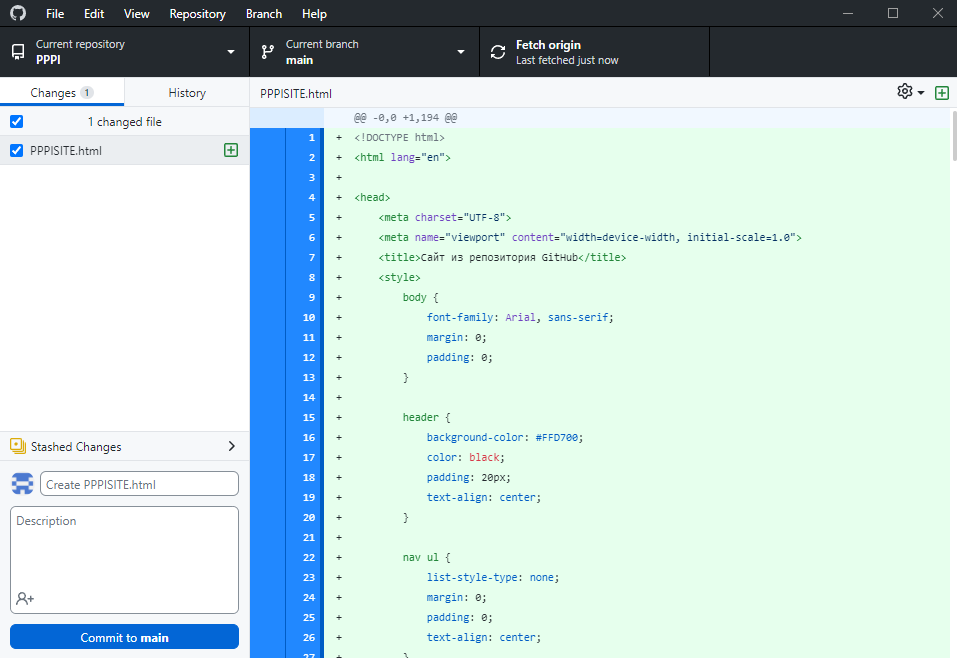 File Edit View Repository Branch Help
Current repository
PPPI
Current branch
main
Fetch origin
Last fetched just now
Changes 1 History
1 changed file
PPPISITE.html
Stashed Changes
Create PPPISITE.html
Description
Commit to main
PPPISITE.html
@@ -0,0 +1,194 @@
1 + <!DOCTYPE html>
2 + <html lang="en">
3 +
4 + <head>
5 +     <meta charset="UTF-8">
6 +     <meta name="viewport" content="width=device-width, initial-scale=1.0">
7 +     <title>Сайт из репозитория GitHub</title>
8 +     <style>
9 +         body {
10 +             font-family: Arial, sans-serif;
11 +             margin: 0;
12 +             padding: 0;
13 +         }
14 +
15 +         header {
16 +             background-color: #FFD700;
17 +             color: black;
18 +             padding: 20px;
19 +             text-align: center;
20 +         }
21 +
22 +         nav ul {
23 +             list-style-type: none;
24 +             margin: 0;
25 +             padding: 0;
26 +             text-align: center;
27 +         }